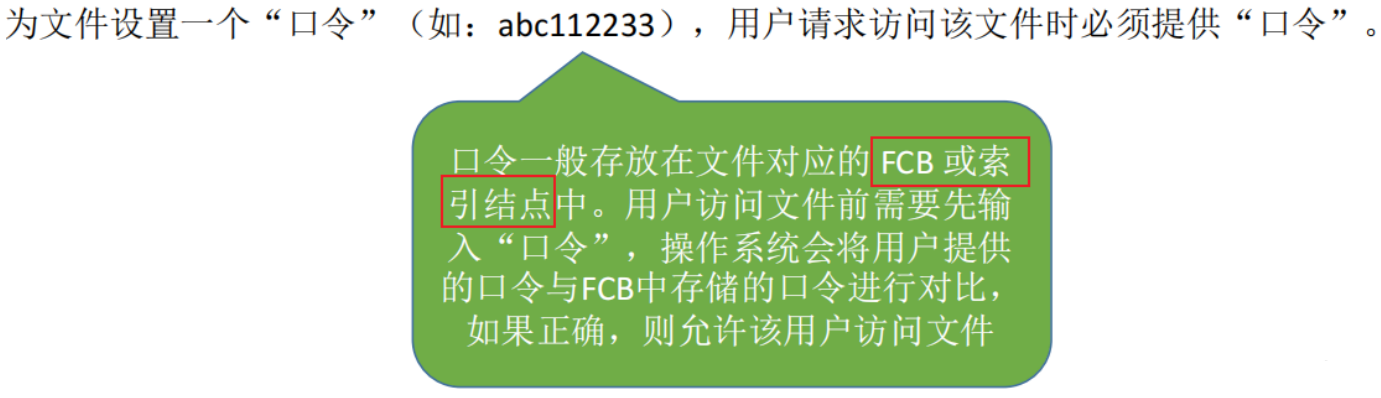 为文件设置一个“口令”（如：abc112233），用户请求访问该文件时必须提供“口令”。
口令一般存放在文件对应的 FCB 或索
引结点中。用户访问文件前需要先输
入“口令”，操作系统会将用户提供
的口令与FCB中存储的口令进行对比，
如果正确，则允许该用户访问文件